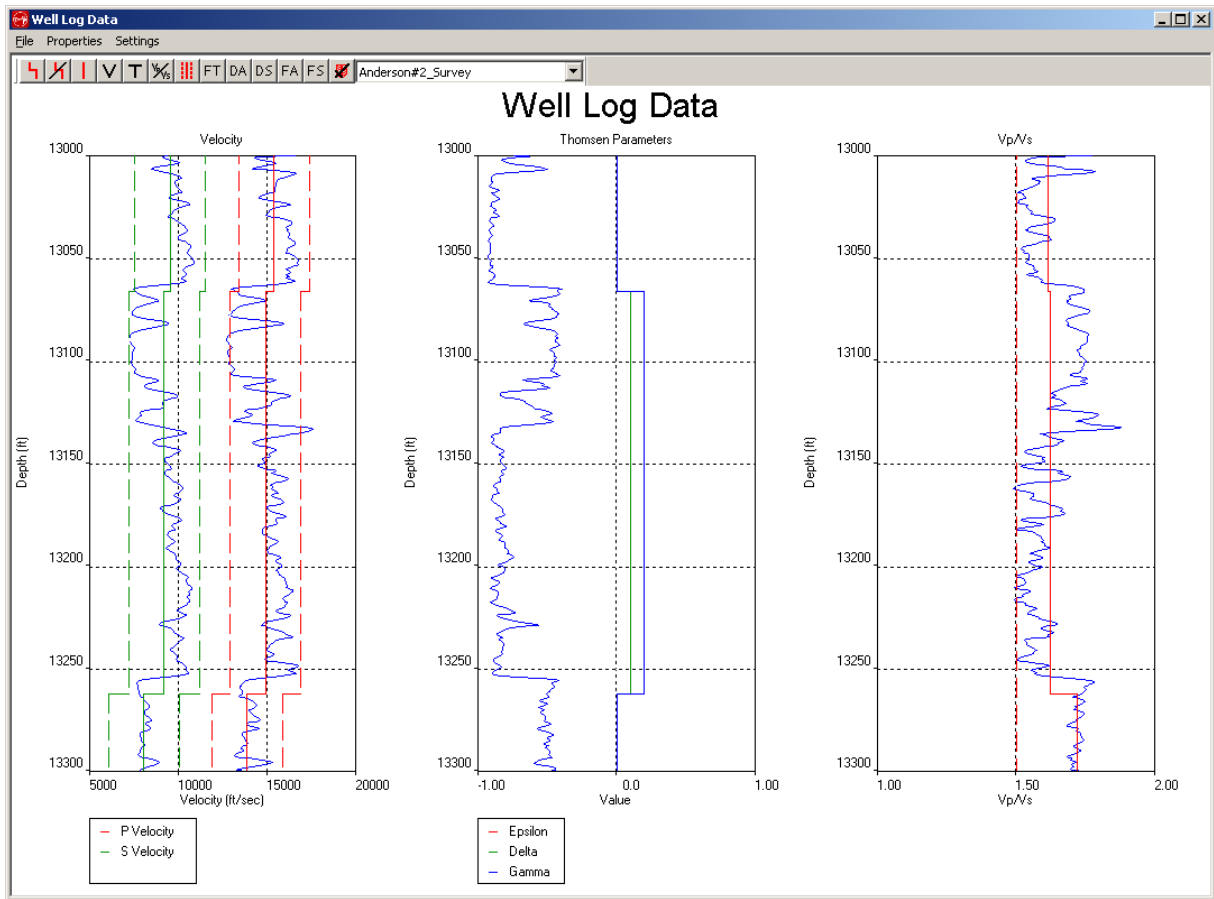 Well Log Data
File Properties Settings
FT DA DS FA FS Anderson#2_Survey
Well Log Data
Velocity
13000
13050
13100
13150
13200
13250
13300
Depth (ft)
5000 10000 15000 20000
Velocity (ft/sec)
P Velocity
S Velocity
Thomsen Parameters
13000
13050
13100
13150
13200
13250
13300
Depth (ft)
-1.00 0.0 1.00
Value
Epsilon
Delta
Gamma
Vp/Vs
13000
13050
13100
13150
13200
13250
13300
Depth (ft)
1.00 1.50 2.00
Vp/Vs